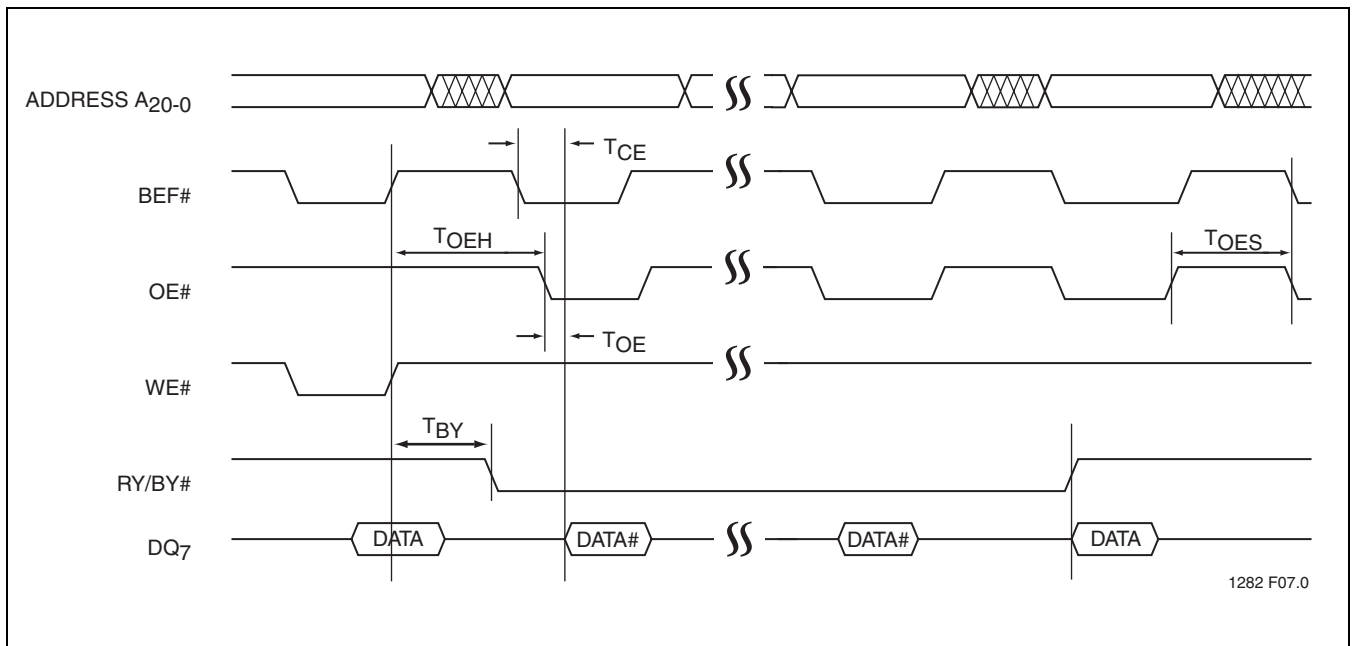 ADDRESS A20-0
TCE
BEF#
TOEH
TOES
OE#
TOE
WE#
TBY
RY/BY#
DQ7
DATA
DATA#
DATA#
DATA
1282 F07.0